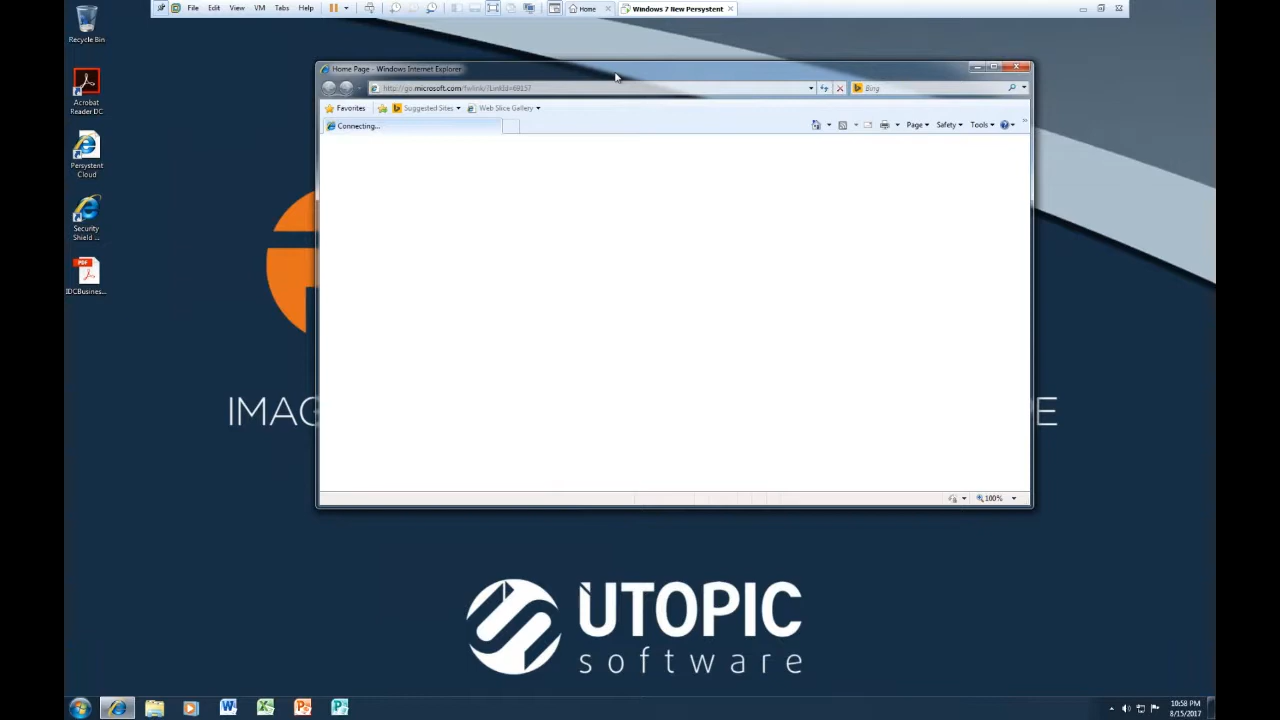 File Edit View VM Tabs Help
Home
Windows 7 New Persystent
Recycle Bin
Acrobat
Reader DC
Persystent
Cloud
Security
Shield ...
PDF
IDCBusines...
Home Page - Windows Internet Explorer
http://go.microsoft.com/fwlink/?LinkId=69157
Bing
Favorites Suggested Sites Web Slice Gallery
Connecting...
Page Safety Tools
IMAG
E
100%
UTOPIC
software
10:58 PM
8/15/2017